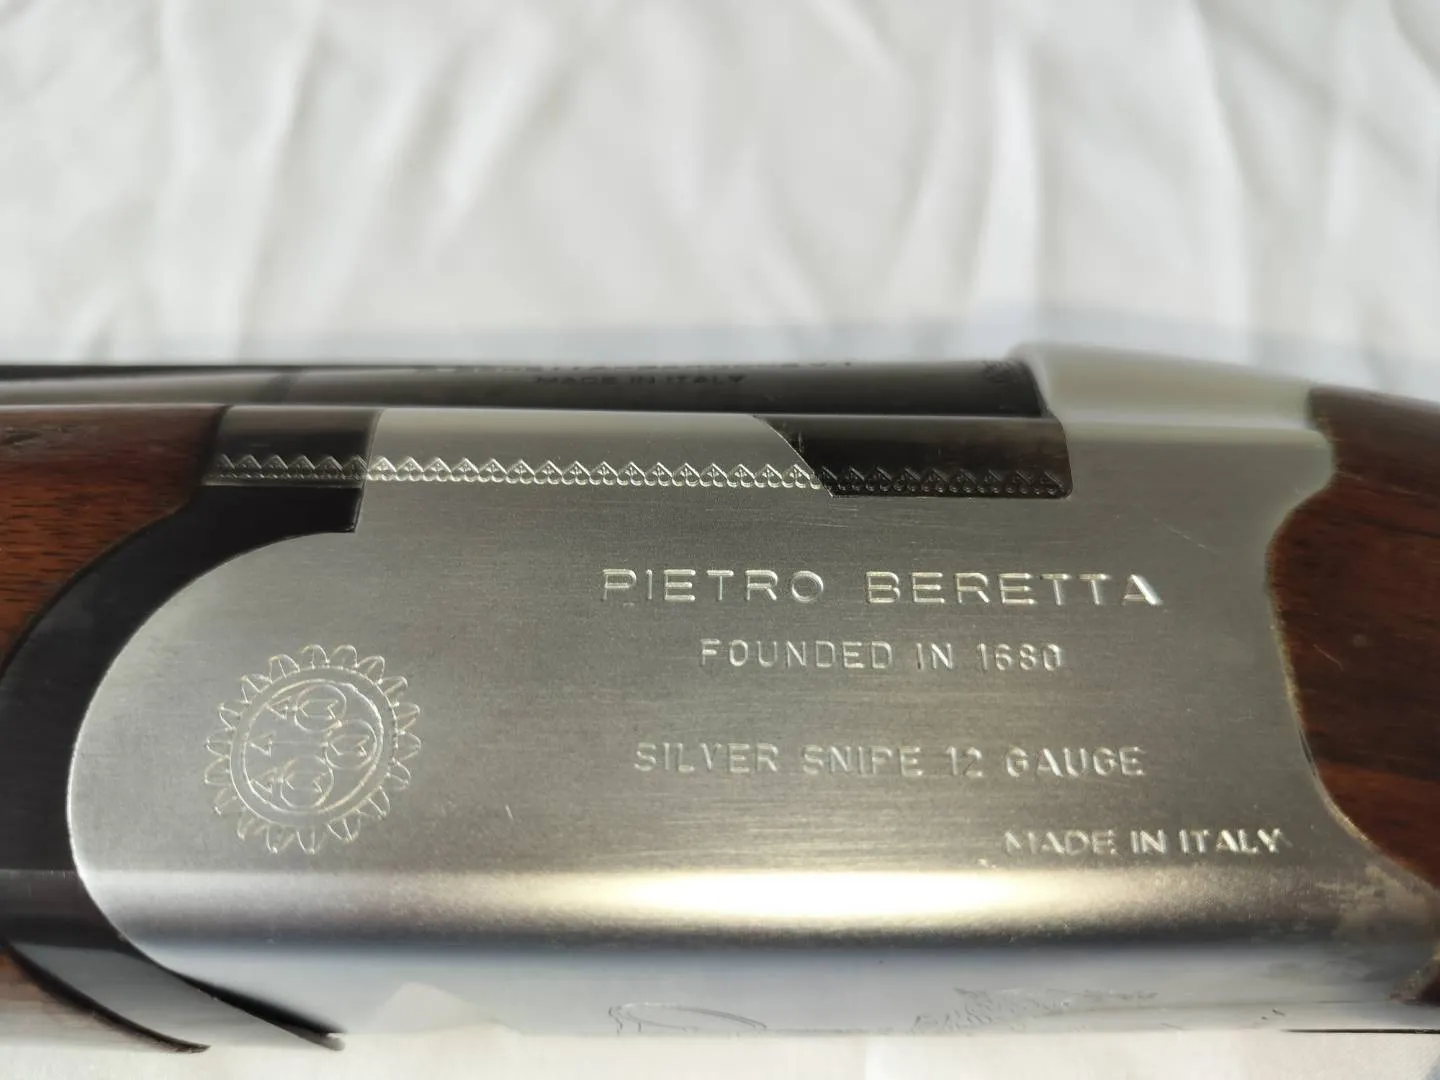 MADE IN ITALY
PIETRO BERETTA
FOUNDED IN 1680
SILVER SNIPE 12 GAUGE
MADE IN ITALY